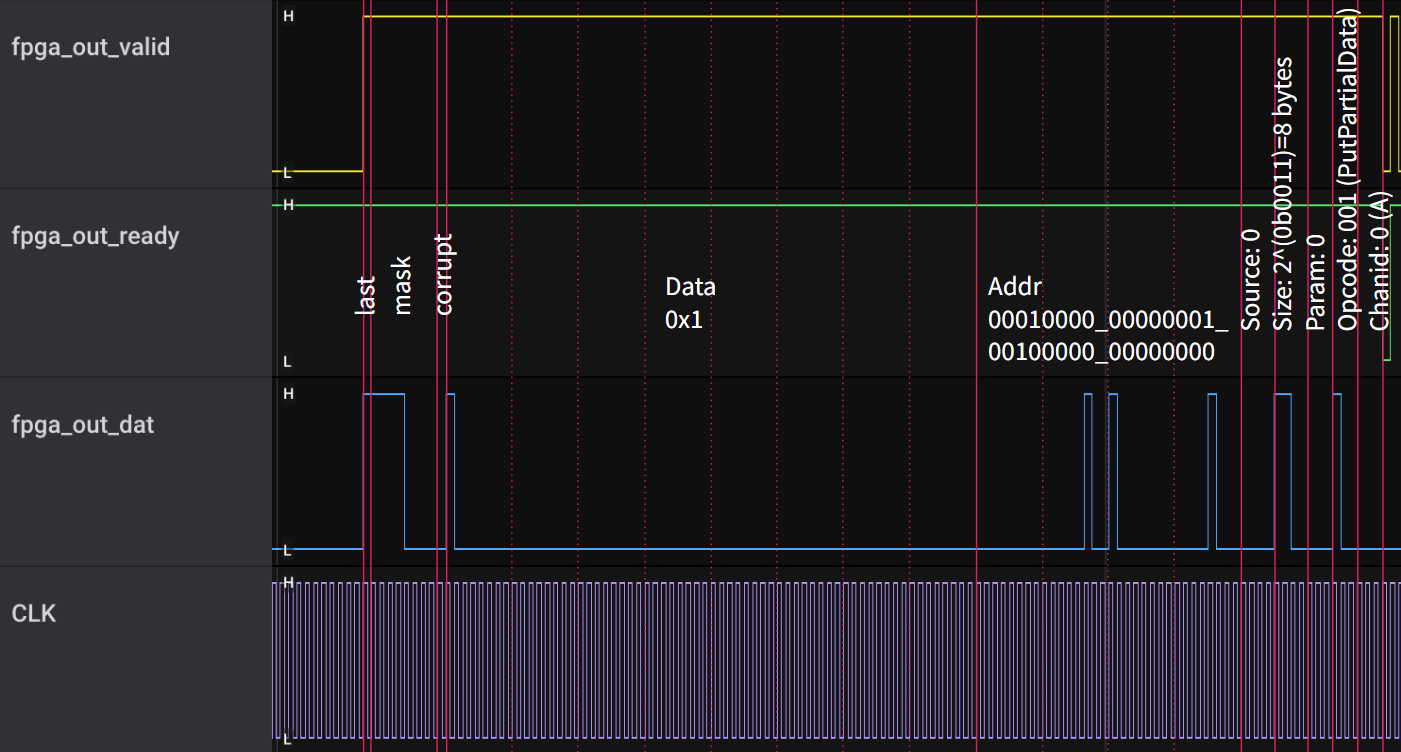 fpga_out_valid
H
L
fpga_out_ready
H
L
last
mask
corrupt
Data
0x1
Addr
00010000_00000001_
00100000_00000000
Source: 0
Size: 2^(0b0011)=8 bytes
Param: 0
Opcode: 001 (PutPartialData)
Chanid: 0 (A)
fpga_out_dat
H
L
CLK
H
L